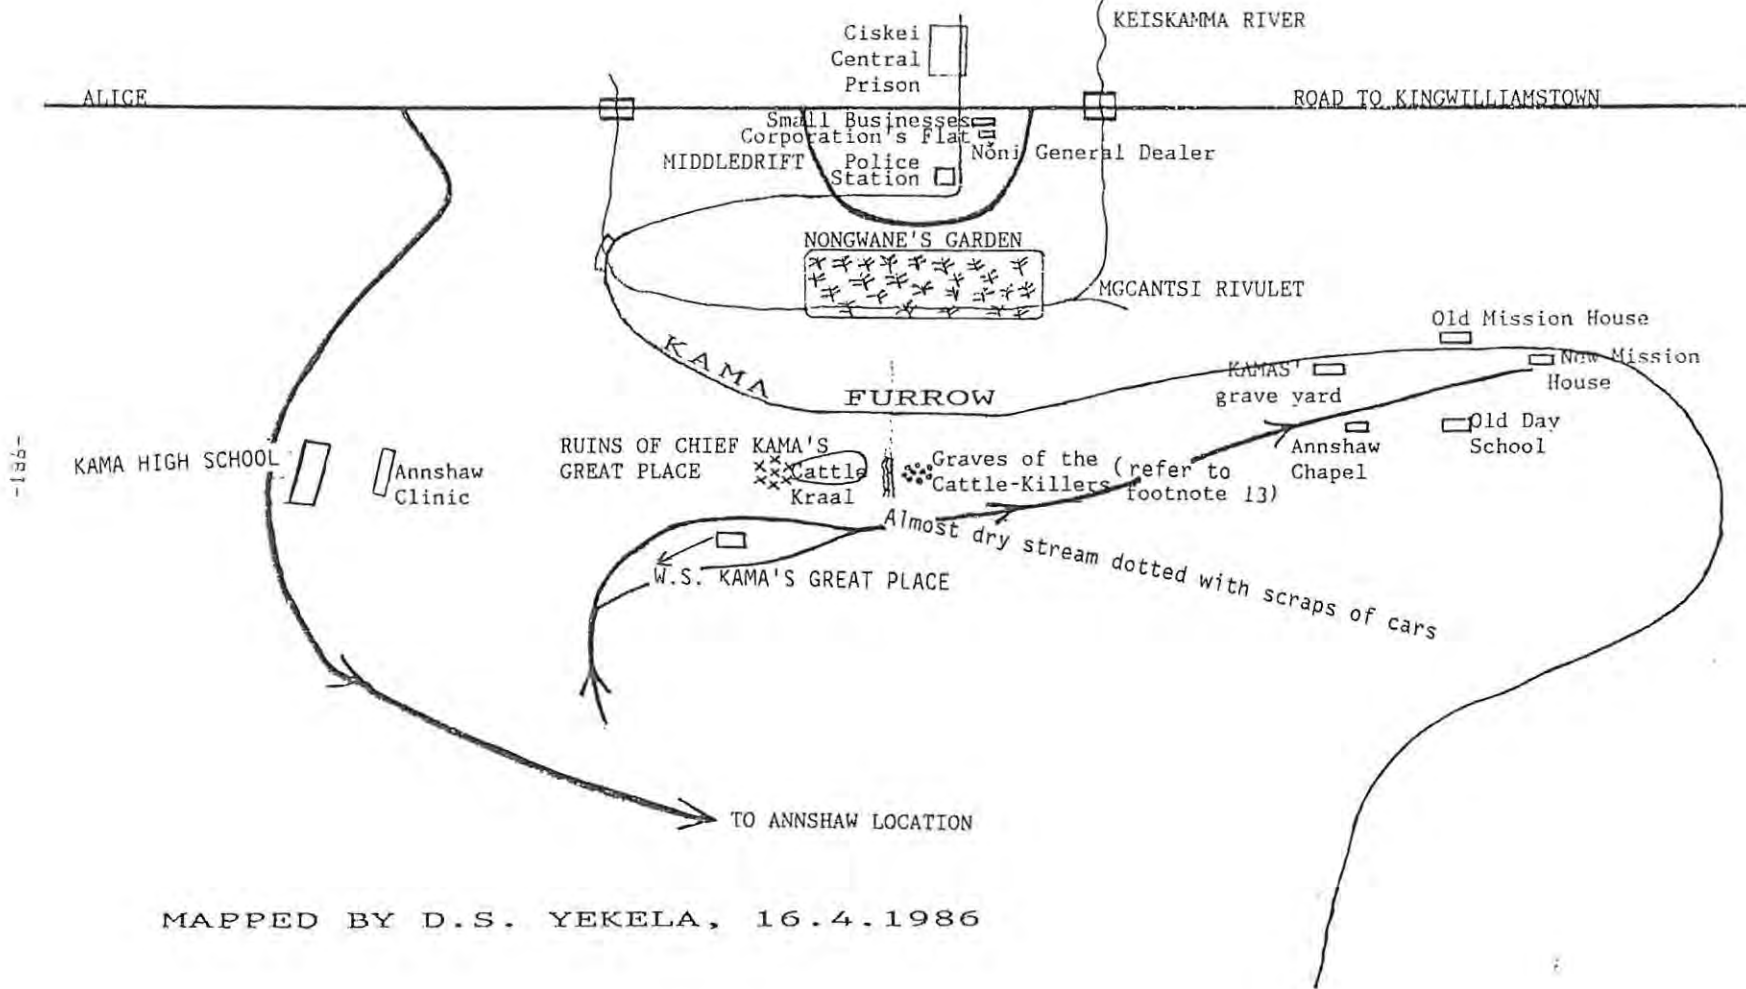 KEISKAMMA RIVER
Ciskei
Central
Prison
ALICE
ROAD TO KINGWILLIAMSTOWN
Small Businesses
Corporation's Flat
Noni General Dealer
MIDDLEDRIFT
Police
Station
NONGWANE'S GARDEN
MGCANTSI RIVULET
Old Mission House
KAMA
FURROW
New Mission
House
KAMAS'
grave yard
Old Day
School
Annshaw
Chapel
KAMA HIGH SCHOOL
Annshaw
Clinic
RUINS OF CHIEF KAMA'S
GREAT PLACE
Cattle
Kraal
Graves of the
Cattle-Killers
(refer to
footnote 13)
Almost dry stream dotted with scraps of cars
W.S. KAMA'S GREAT PLACE
TO ANNSHAW LOCATION
MAPPED BY D.S. YEKELA, 16.4.1986